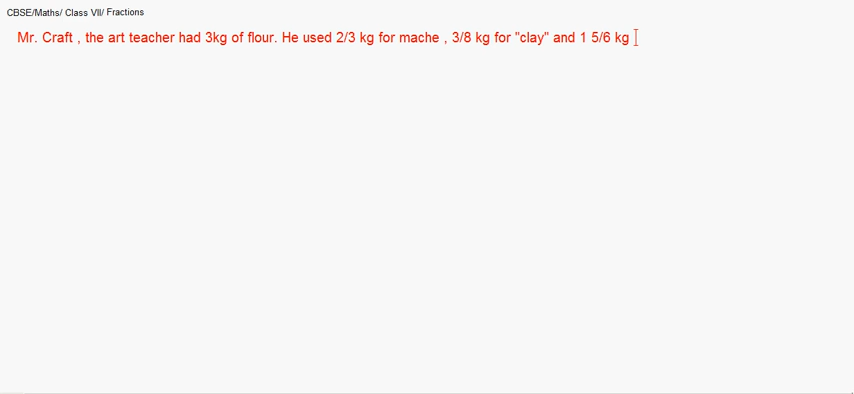 CBSE/Maths/ Class VII/ Fractions
Mr. Craft , the art teacher had 3kg of flour. He used 2/3 kg for mache , 3/8 kg for "clay" and 1 5/6 kg